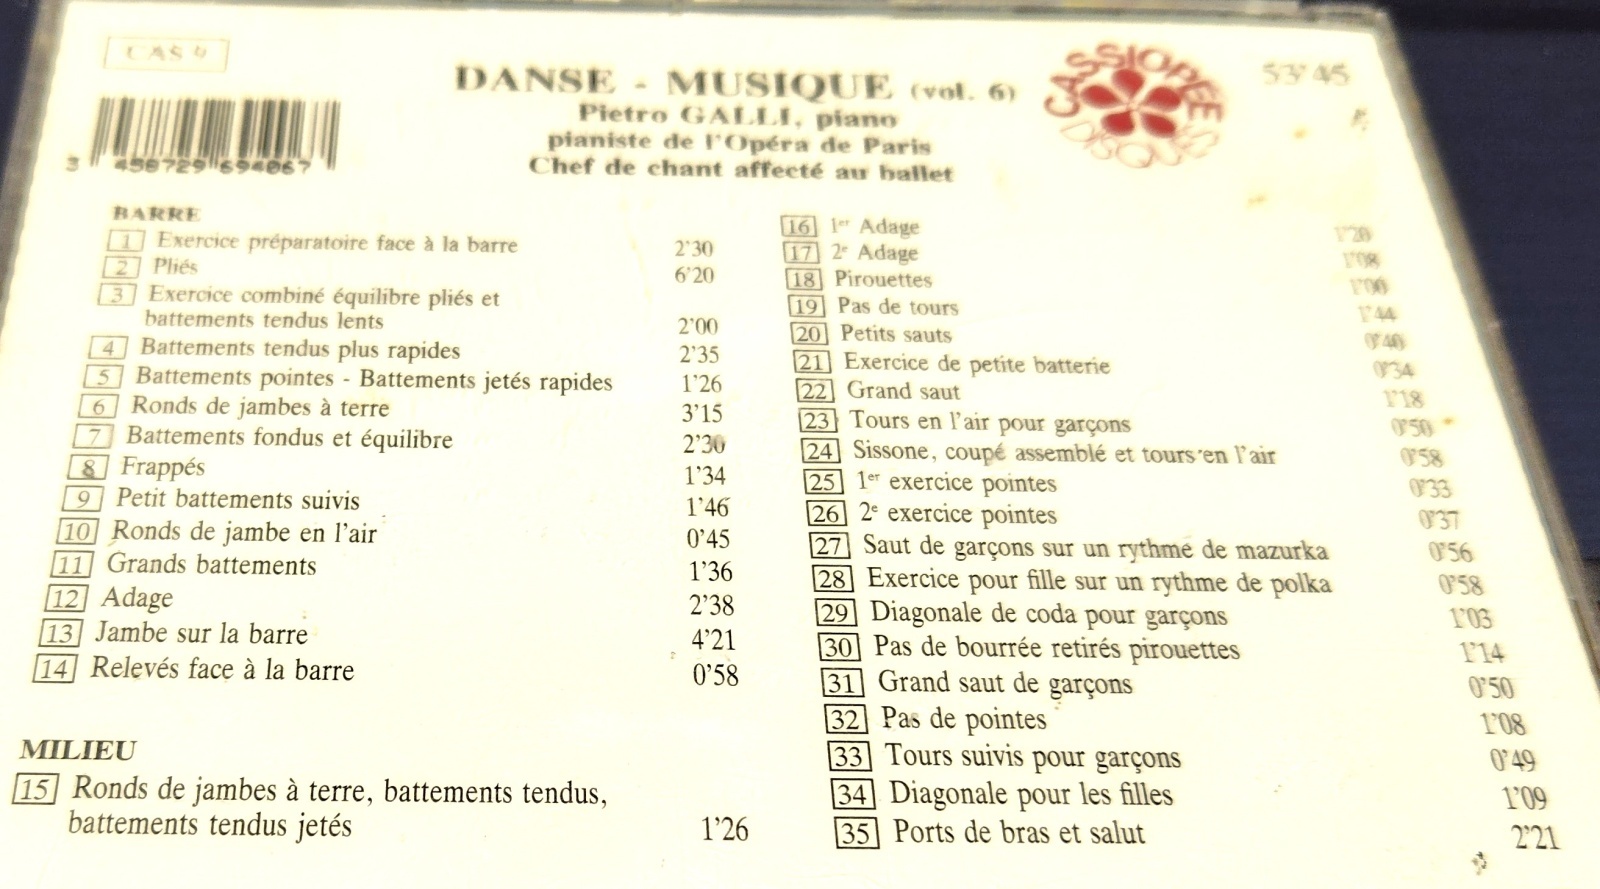 CAS 9
DANSE - MUSIQUE (vol. 6)
Pietro GALLI, piano
pianiste de l'Opéra de Paris
Chef de chant affecté au ballet
CASSIOPEE
DISQUES
53'45
3 458729 694067
BARRE
1 Exercice préparatoire face à la barre 2'30
2 Pliés 6'20
3 Exercice combiné équilibre pliés et
battements tendus lents 2'00
4 Battements tendus plus rapides 2'35
5 Battements pointes - Battements jetés rapides 1'26
6 Ronds de jambes à terre 3'15
7 Battements fondus et équilibre 2'30
8 Frappés 1'34
9 Petit battements suivis 1'46
10 Ronds de jambe en l'air 0'45
11 Grands battements 1'36
12 Adage 2'38
13 Jambe sur la barre 4'21
14 Relevés face à la barre 0'58
MILIEU
15 Ronds de jambes à terre, battements tendus,
battements tendus jetés 1'26
16 1er Adage 1'20
17 2e Adage 1'08
18 Pirouettes 1'00
19 Pas de tours 1'44
20 Petits sauts 0'40
21 Exercice de petite batterie 0'34
22 Grand saut 1'18
23 Tours en l'air pour garçons 0'50
24 Sissone, coupé assemblé et tours en l'air 0'58
25 1er exercice pointes 0'33
26 2e exercice pointes 0'37
27 Saut de garçons sur un rythme de mazurka 0'56
28 Exercice pour fille sur un rythme de polka 0'58
29 Diagonale de coda pour garçons 1'03
30 Pas de bourrée retirés pirouettes 1'14
31 Grand saut de garçons 0'50
32 Pas de pointes 1'08
33 Tours suivis pour garçons 0'49
34 Diagonale pour les filles 1'09
35 Ports de bras et salut 2'21